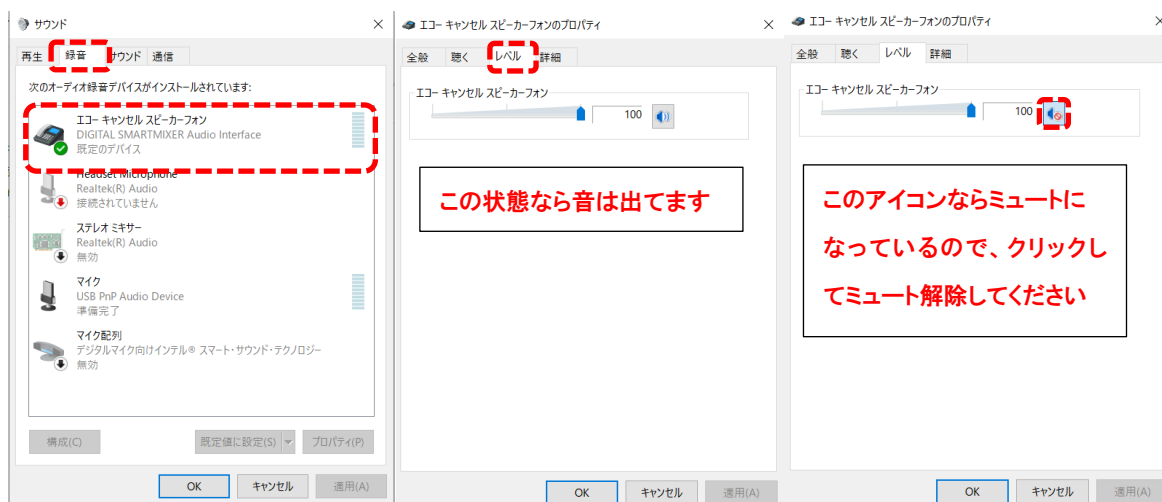 サウンド
再生 録音 サウンド 通信
次のオーディオ録音デバイスがインストールされています:
エコー キャンセル スピーカーフォン
DIGITAL SMARTMIXER Audio Interface
既定のデバイス
Headset Microphone
Realtek(R) Audio
接続されていません
ステレオ ミキサー
Realtek(R) Audio
無効
マイク
USB PnP Audio Device
準備完了
マイク配列
デジタルマイク向けインテル® スマート・サウンド・テクノロジー
無効
構成(C) 既定値に設定(S) プロパティ(P)
OK キャンセル 適用(A)
エコー キャンセル スピーカーフォンのプロパティ
全般 聴く レベル 詳細
エコー キャンセル スピーカーフォン
100
この状態なら音は出てます
OK キャンセル 適用(A)
エコー キャンセル スピーカーフォンのプロパティ
全般 聴く レベル 詳細
エコー キャンセル スピーカーフォン
100
このアイコンならミュートに
なっているので、クリックし
てミュート解除してください
OK キャンセル 適用(A)